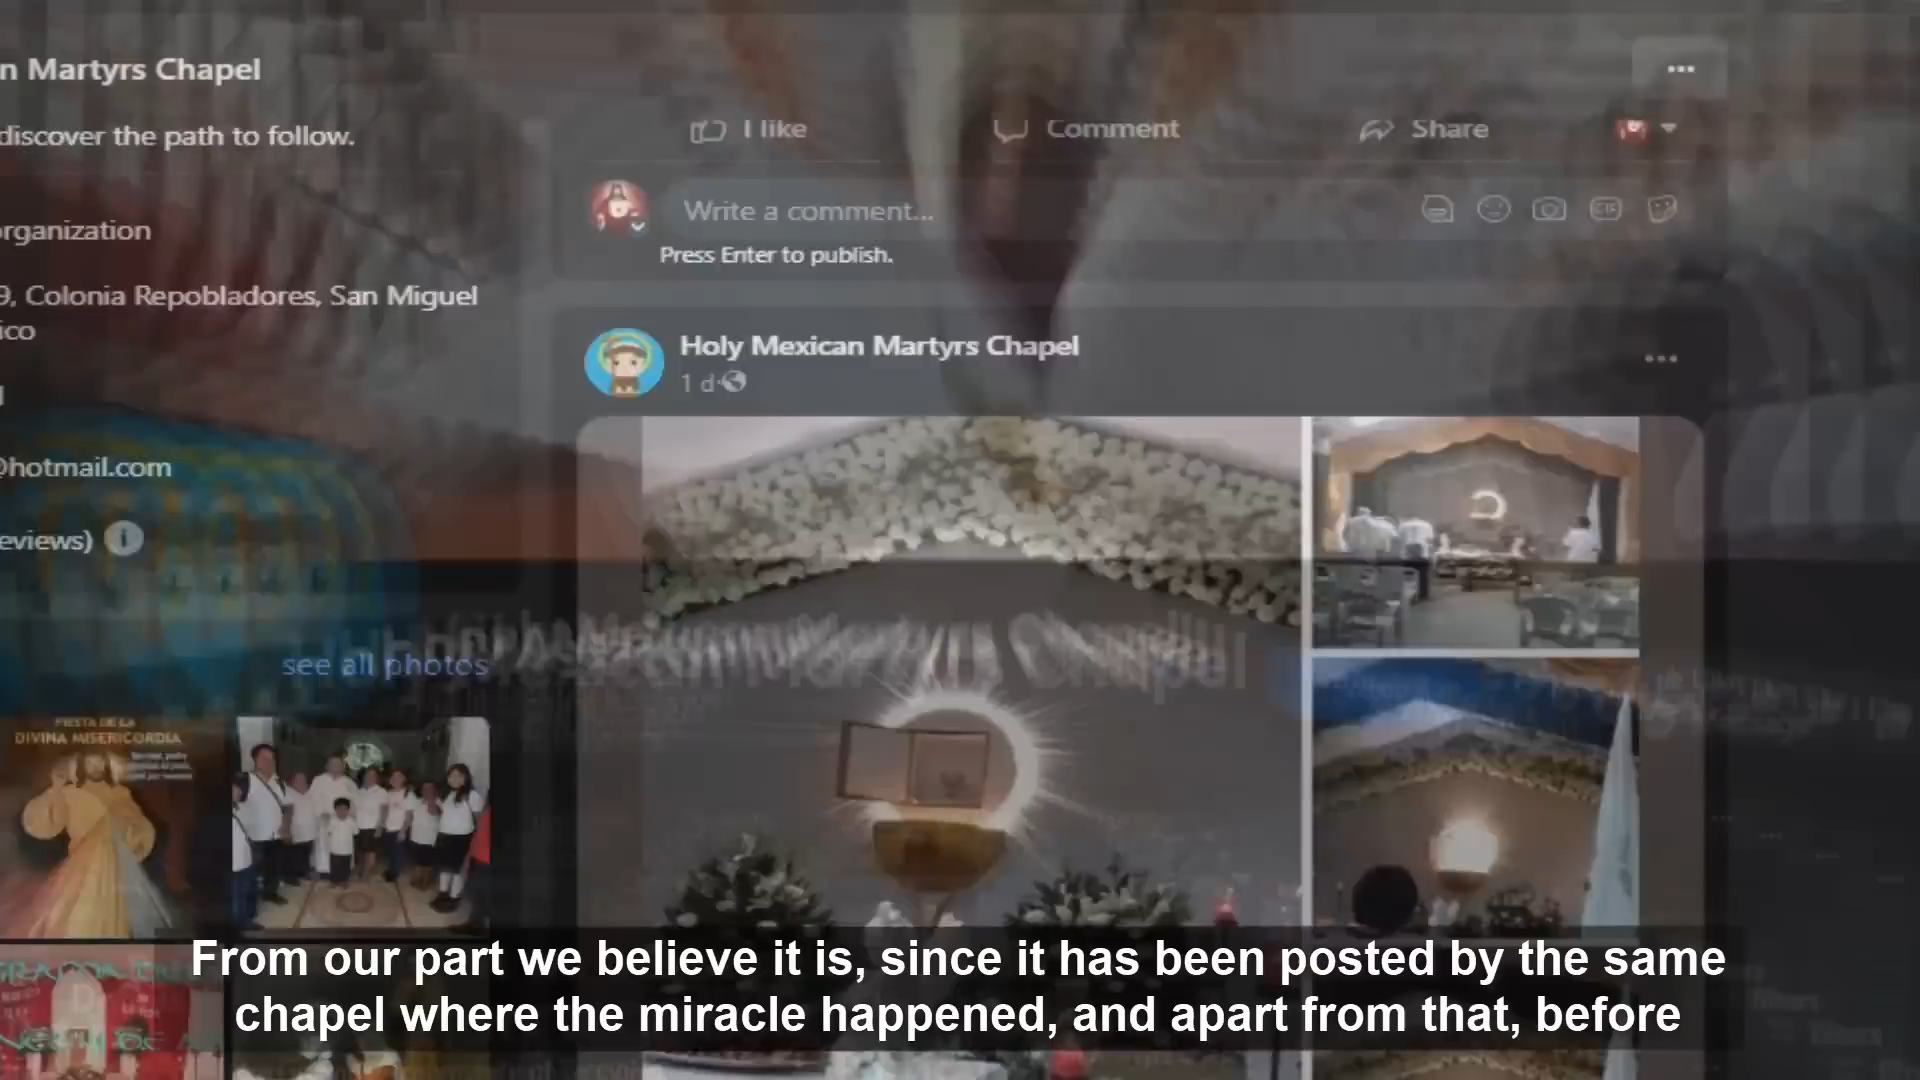 n Martyrs Chapel
discover the path to follow.
organization
9, Colonia Repobladores, San Miguel
ico
@hotmail.com
eviews)
see all photos
FIESTA DE LA
DIVINA MISERICORDIA
I like
Comment
Share
Write a comment...
GIF
Press Enter to publish.
Holy Mexican Martyrs Chapel
1 d
From our part we believe it is, since it has been posted by the same
chapel where the miracle happened, and apart from that, before